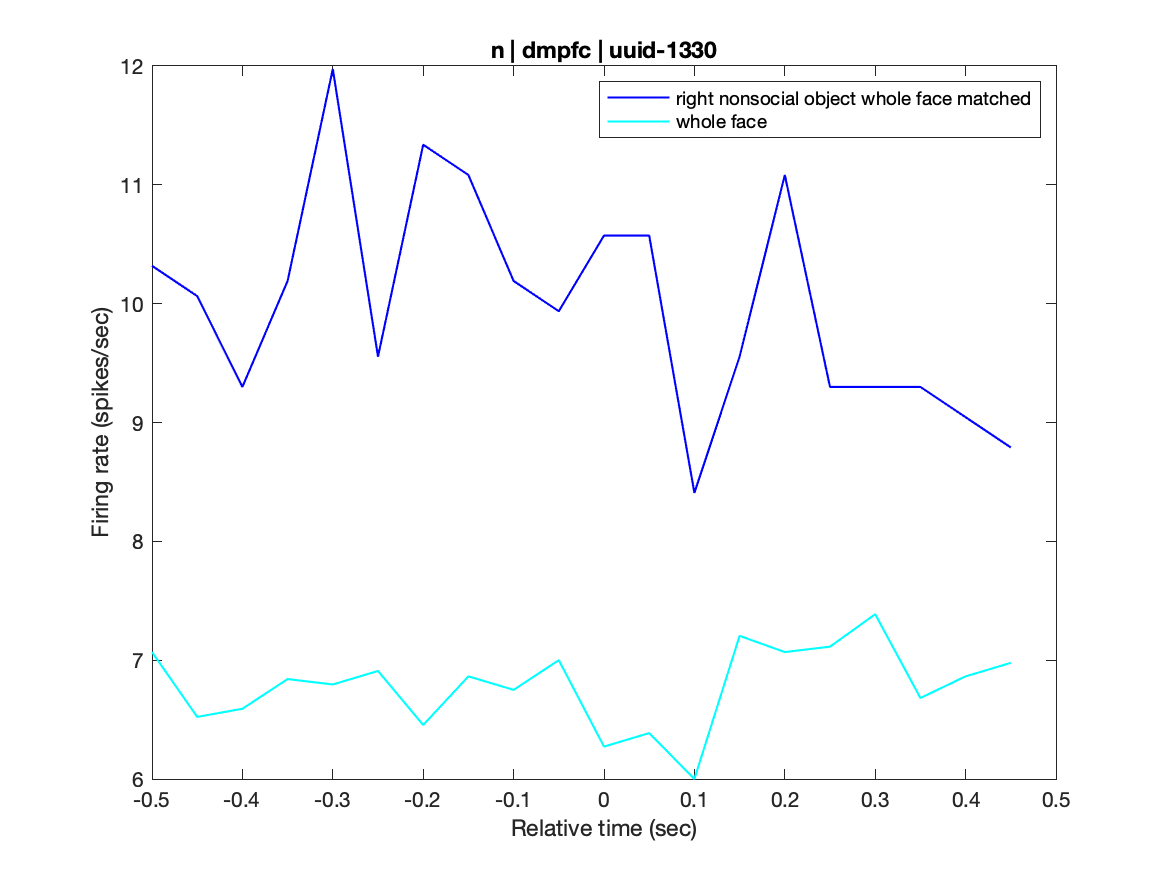 n | dmpfc | uuid-1330
right nonsocial object whole face matched
whole face
Firing rate (spikes/sec)
12
11
10
9
8
7
6
-0.5 -0.4 -0.3 -0.2 -0.1 0 0.1 0.2 0.3 0.4 0.5
Relative time (sec)